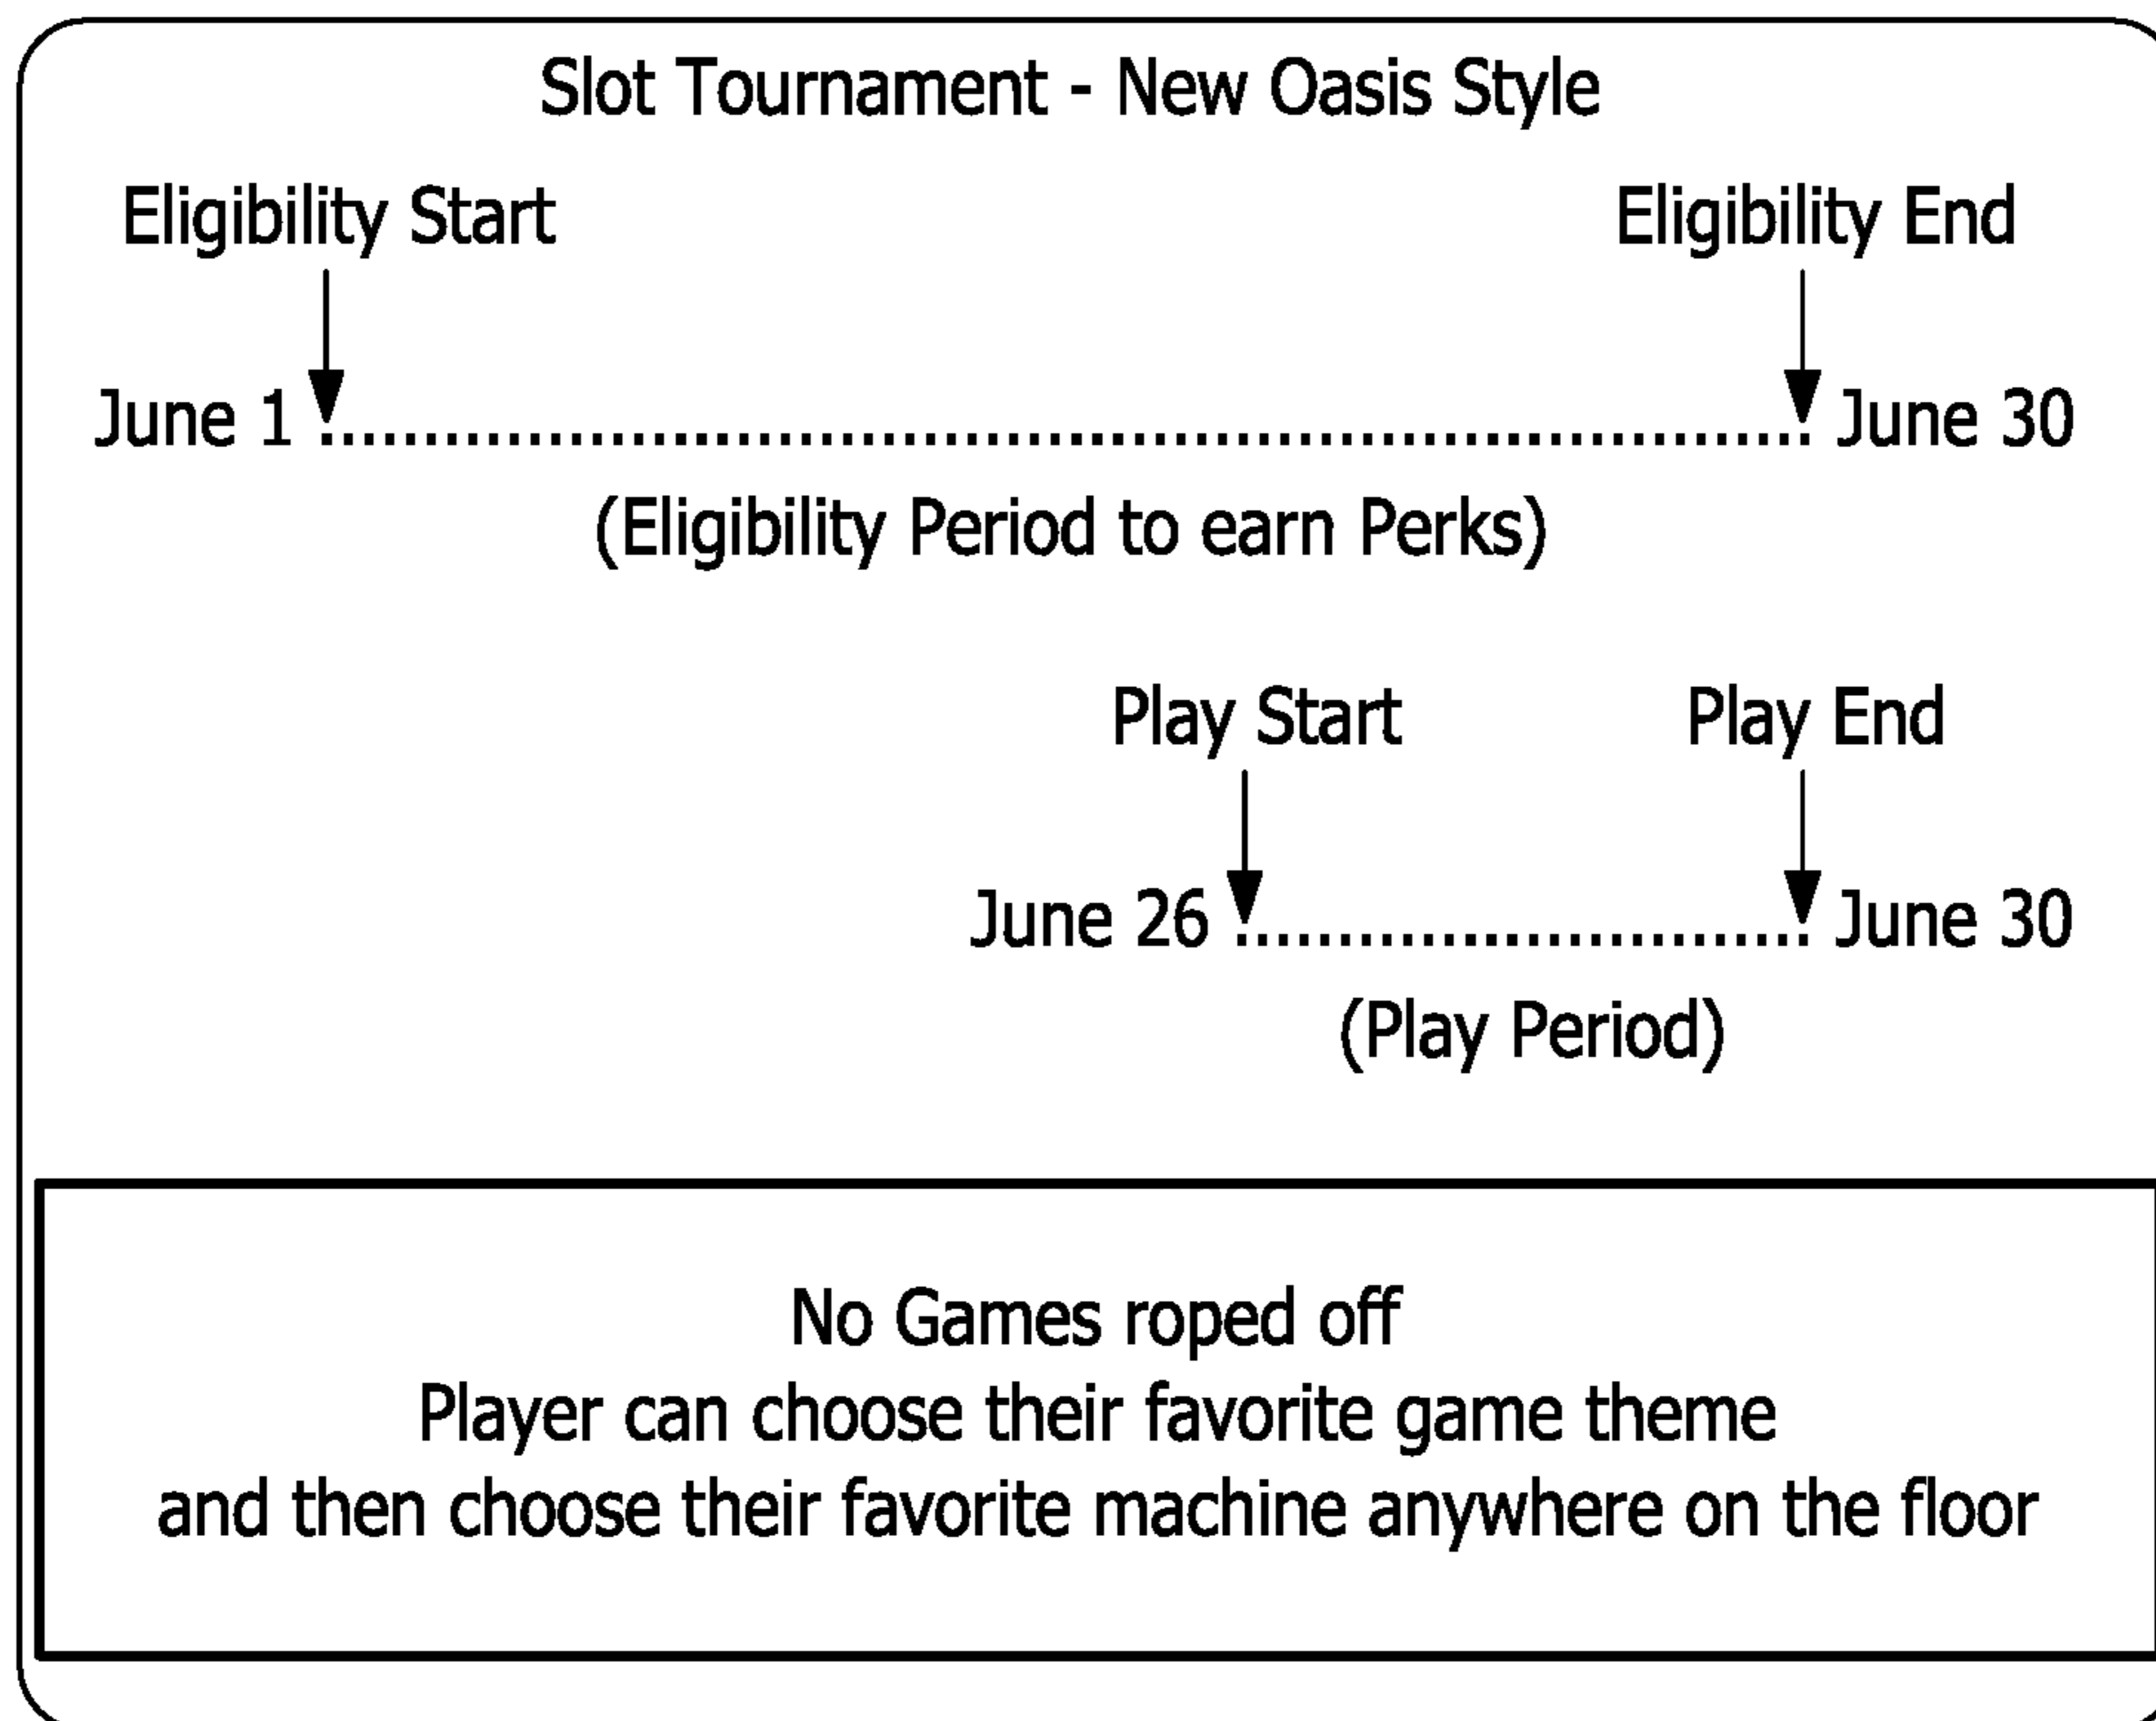 Slot Tournament - New Oasis Style
Eligibility Start Eligibility End
June 1 June 30
(Eligibility Period to earn Perks)
Play Start Play End
June 26 June 30
(Play Period)
No Games roped off
Player can choose their favorite game theme
and then choose their favorite machine anywhere on the floor